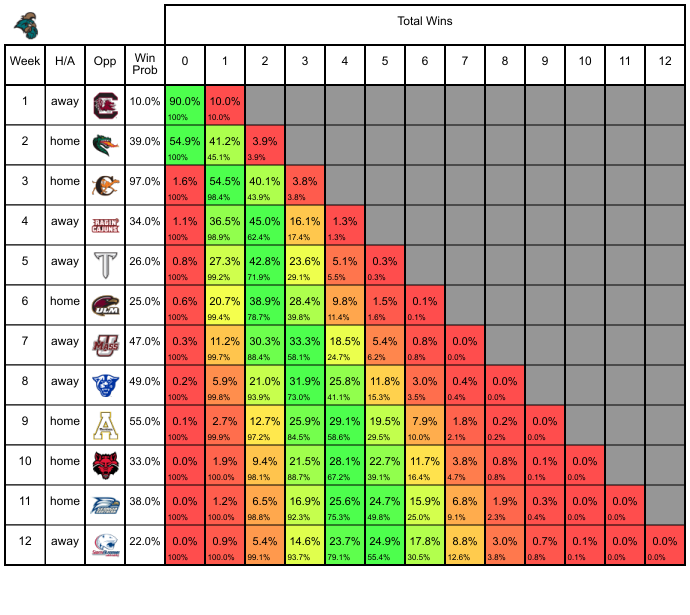 Total Wins
Week H/A Opp Win Prob 0 1 2 3 4 5 6 7 8 9 10 11 12
1 away 10.0% 90.0% 10.0%
100% 10.0%
2 home 39.0% 54.9% 41.2% 3.9%
100% 45.1% 3.9%
3 home C 97.0% 1.6% 54.5% 40.1% 3.8%
100% 98.4% 43.9% 3.8%
4 away RAGIN' CAJUNS 34.0% 1.1% 36.5% 45.0% 16.1% 1.3%
100% 98.9% 62.4% 17.4% 1.3%
5 away T 26.0% 0.8% 27.3% 42.8% 23.6% 5.1% 0.3%
100% 99.2% 71.9% 29.1% 5.5% 0.3%
6 home ULM 25.0% 0.6% 20.7% 38.9% 28.4% 9.8% 1.5% 0.1%
100% 99.4% 78.7% 39.8% 11.4% 1.6% 0.1%
7 away UMass 47.0% 0.3% 11.2% 30.3% 33.3% 18.5% 5.4% 0.8% 0.0%
100% 99.7% 88.4% 58.1% 24.7% 6.2% 0.8% 0.0%
8 away 49.0% 0.2% 5.9% 21.0% 31.9% 25.8% 11.8% 3.0% 0.4% 0.0%
100% 99.8% 93.9% 73.0% 41.1% 15.3% 3.5% 0.4% 0.0%
9 home A 55.0% 0.1% 2.7% 12.7% 25.9% 29.1% 19.5% 7.9% 1.8% 0.2% 0.0%
100% 99.9% 97.2% 84.5% 58.6% 29.5% 10.0% 2.1% 0.2% 0.0%
10 home 33.0% 0.0% 1.9% 9.4% 21.5% 28.1% 22.7% 11.7% 3.8% 0.8% 0.1% 0.0%
100% 100.0% 98.1% 88.7% 67.2% 39.1% 16.4% 4.7% 0.8% 0.1% 0.0%
11 home 38.0% 0.0% 1.2% 6.5% 16.9% 25.6% 24.7% 15.9% 6.8% 1.9% 0.3% 0.0% 0.0%
100% 100.0% 98.8% 92.3% 75.3% 49.8% 25.0% 9.1% 2.3% 0.4% 0.0% 0.0%
12 away 22.0% 0.0% 0.9% 5.4% 14.6% 23.7% 24.9% 17.8% 8.8% 3.0% 0.7% 0.1% 0.0% 0.0%
100% 100.0% 99.1% 93.7% 79.1% 55.4% 30.5% 12.6% 3.8% 0.8% 0.1% 0.0% 0.0%